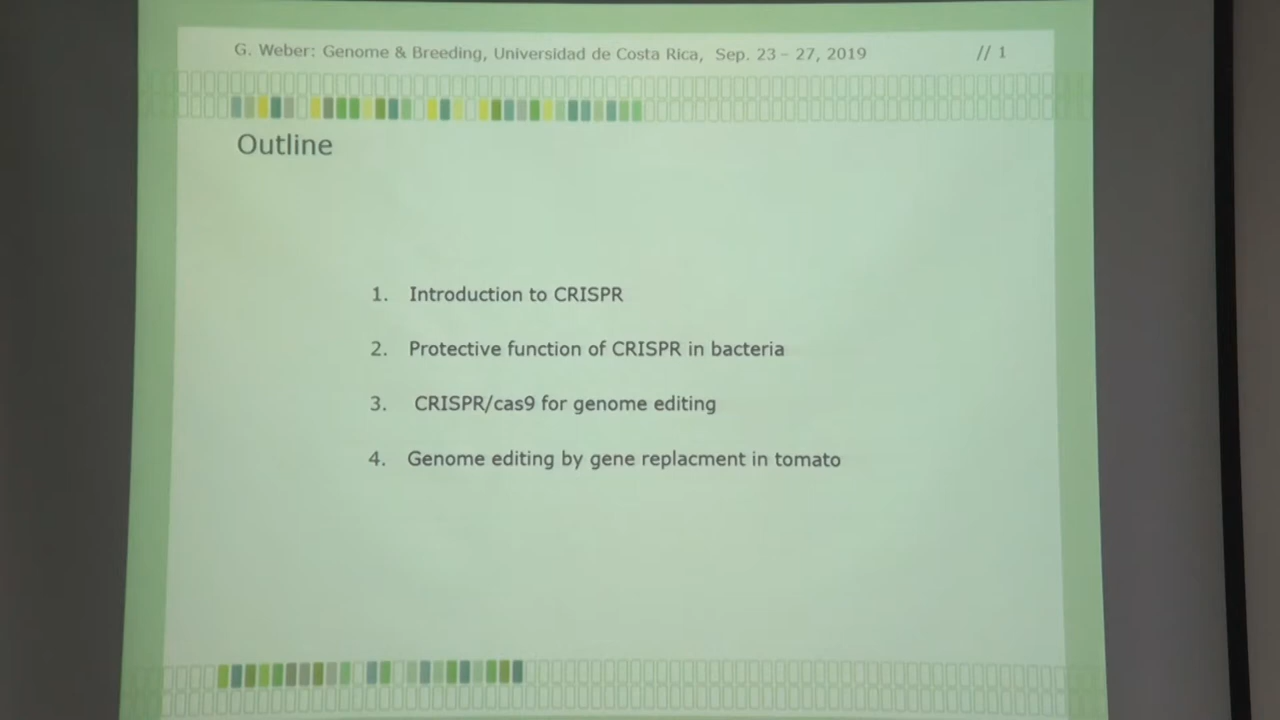 G. Weber: Genome & Breeding, Universidad de Costa Rica, Sep. 23 – 27, 2019 // 1
Outline
1. Introduction to CRISPR
2. Protective function of CRISPR in bacteria
3. CRISPR/cas9 for genome editing
4. Genome editing by gene replacment in tomato